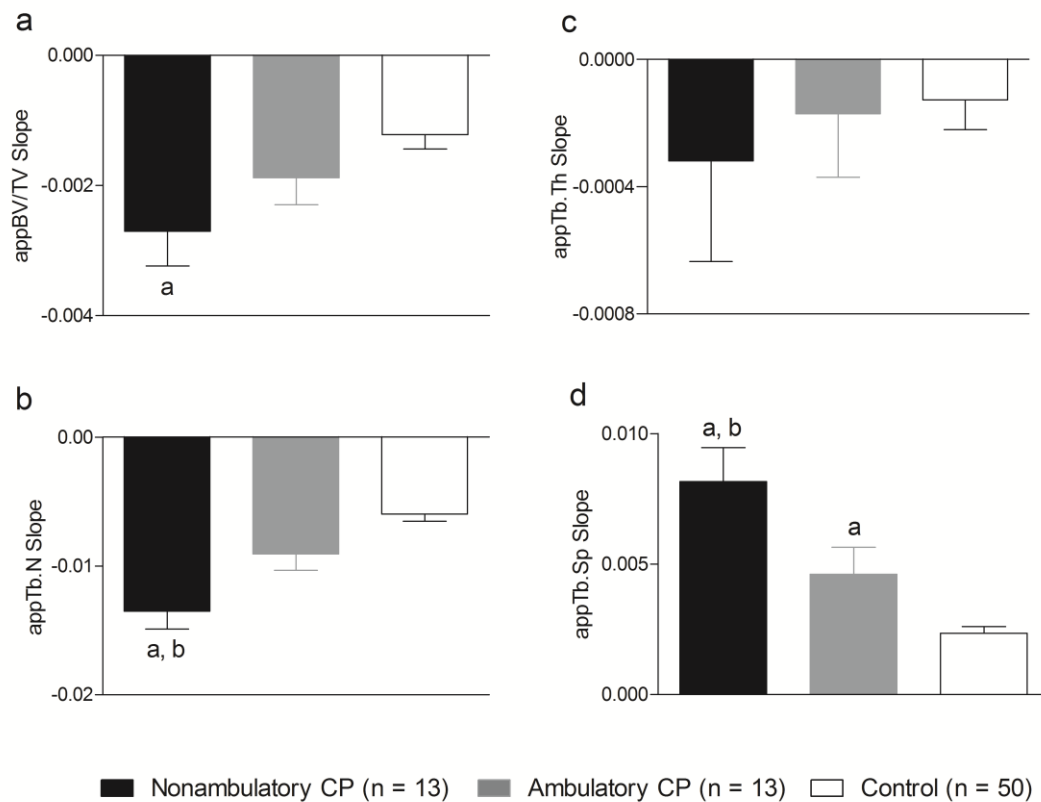 a
0.000
-0.002
-0.004
appBV/TV Slope
a
c
0.0000
-0.0004
-0.0008
appTb.Th Slope
b
0.00
-0.01
-0.02
appTb.N Slope
a, b
d
0.010
0.005
0.000
appTb.Sp Slope
a, b
a
Nonambulatory CP (n = 13) Ambulatory CP (n = 13) Control (n = 50)